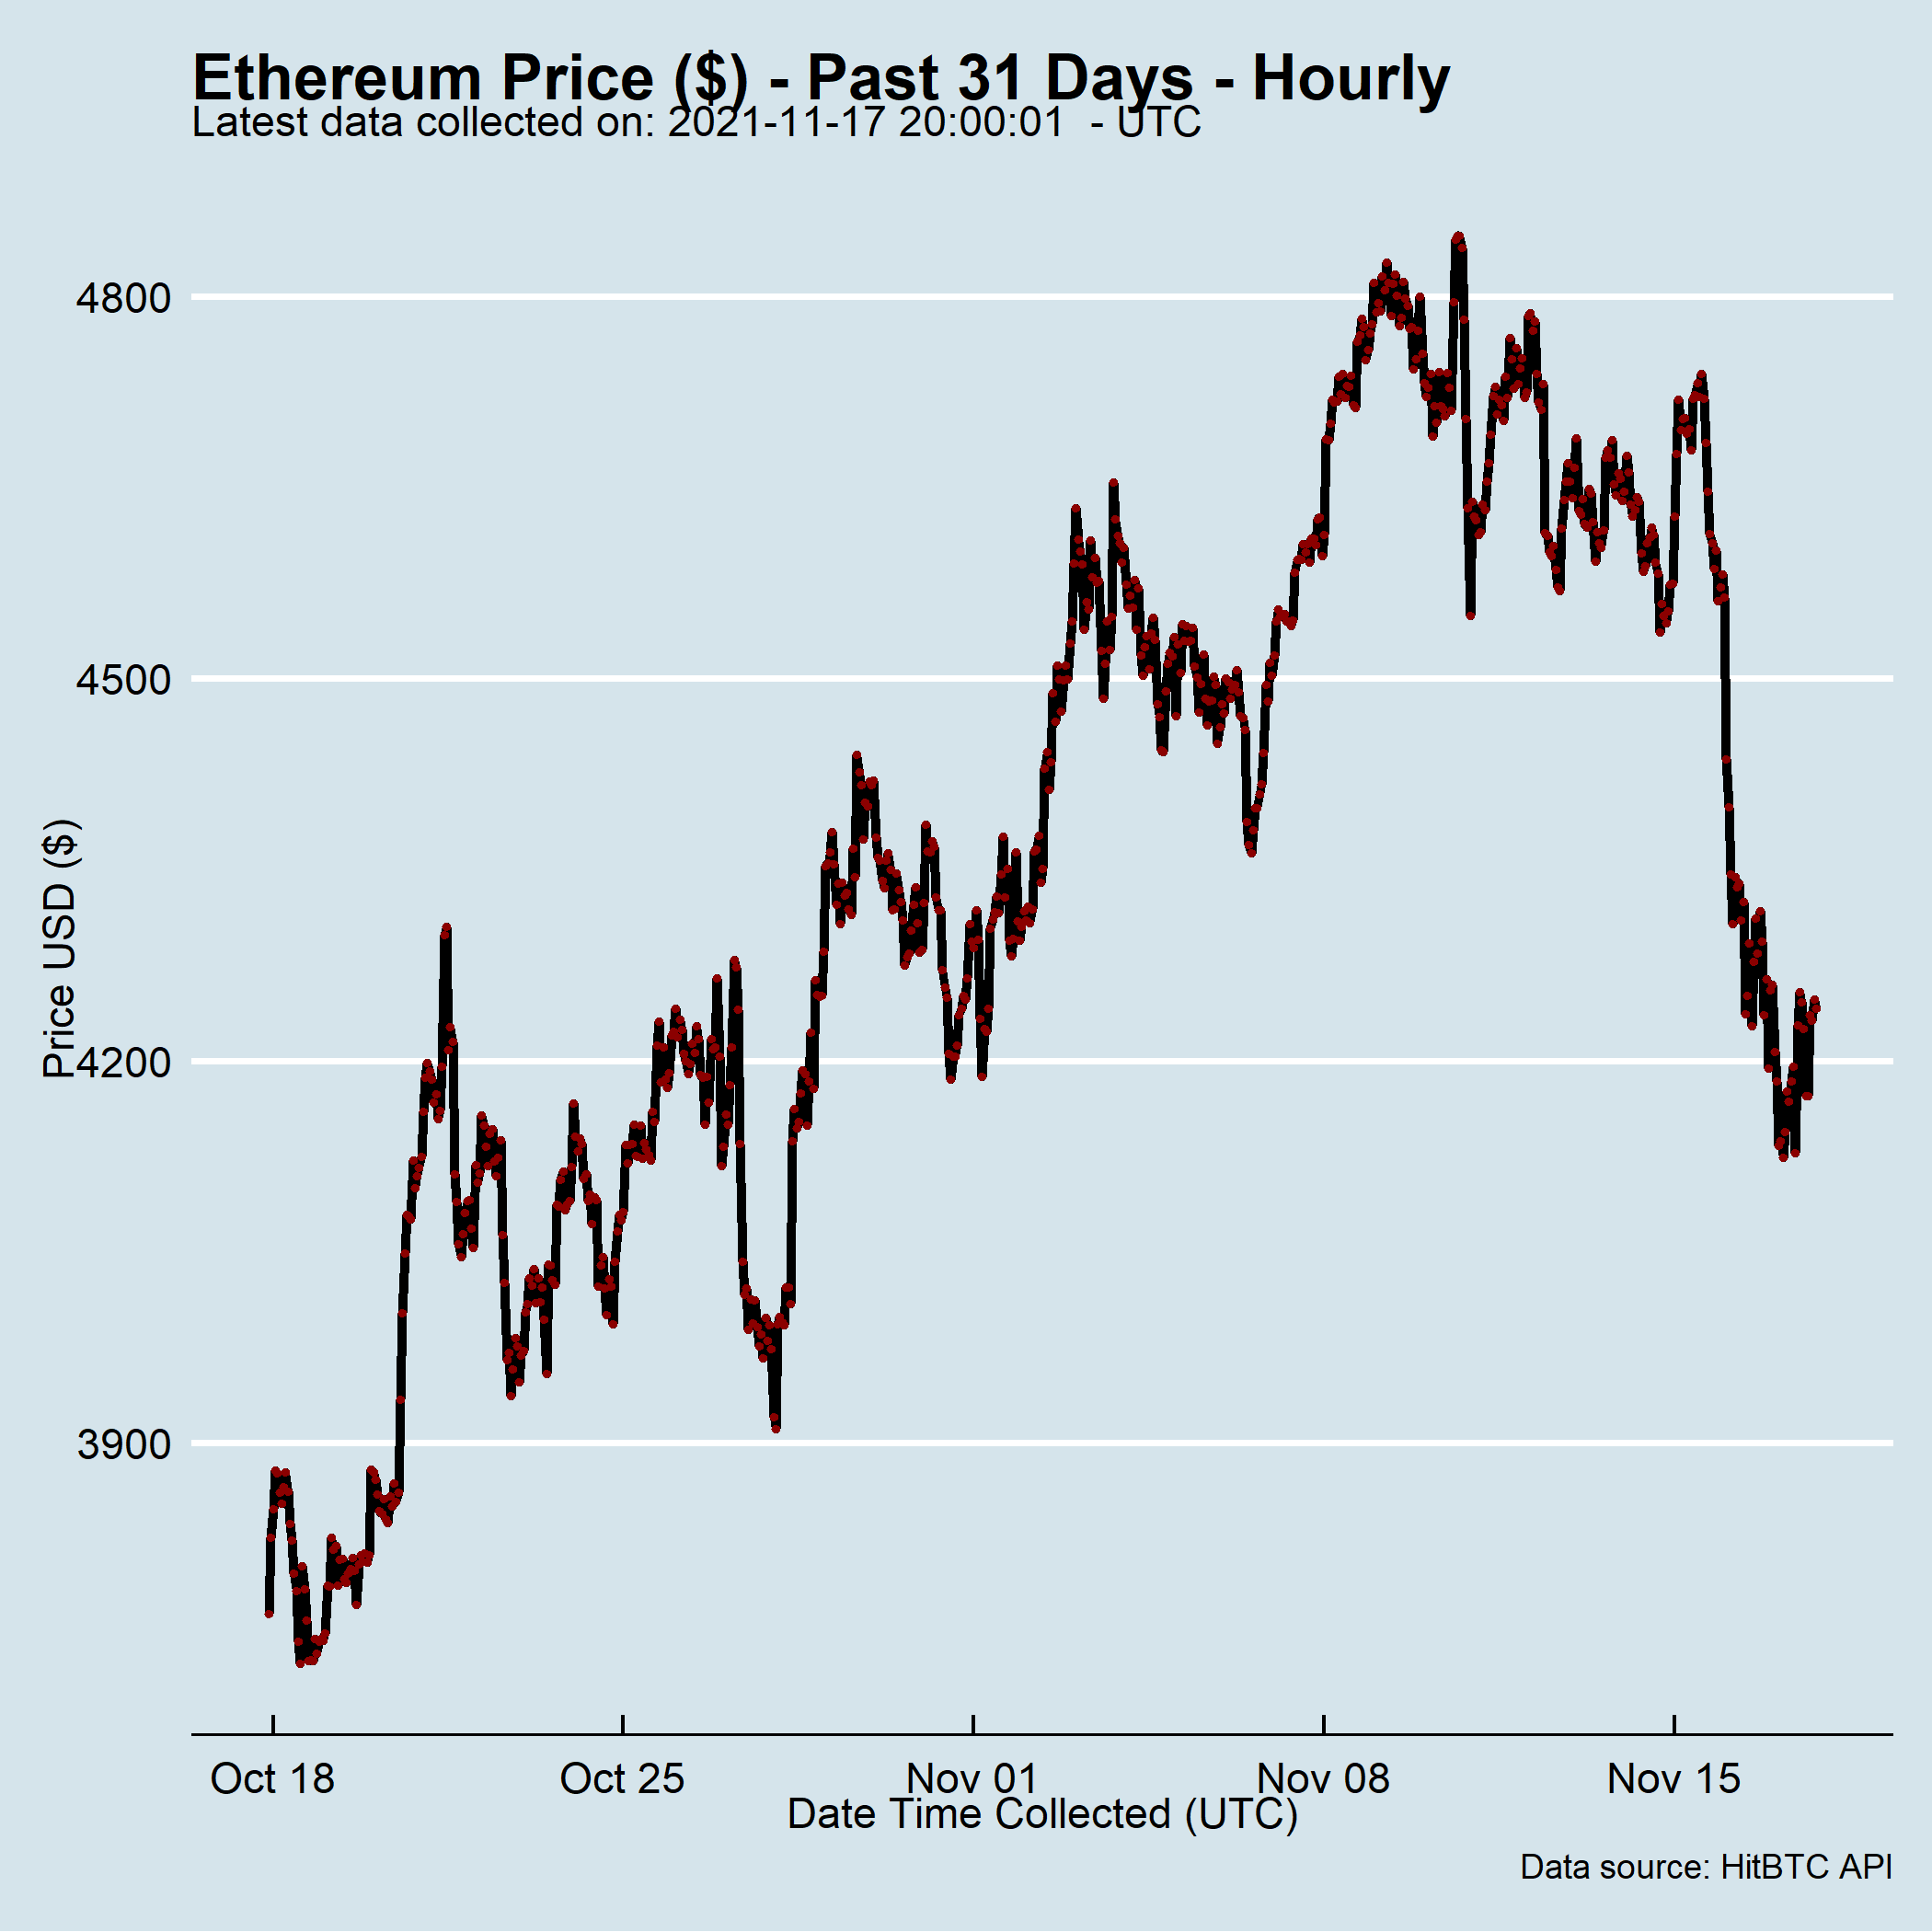 Ethereum Price ($) - Past 31 Days - Hourly
Latest data collected on: 2021-11-17 20:00:01  - UTC
4800
4500
4200
3900
Price USD ($)
Oct 18
Oct 25
Nov 01
Nov 08
Nov 15
Date Time Collected (UTC)
Data source: HitBTC API